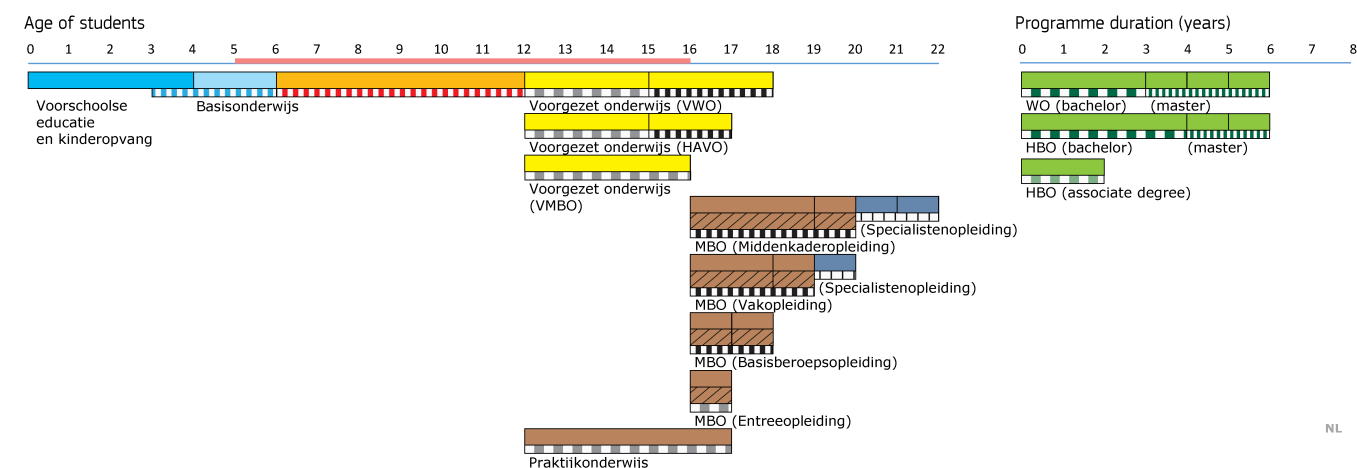 Age of students
Programme duration (years)
0 1 2 3 4 5 6 7 8 9 10 11 12 13 14 15 16 17 18 19 20 21 22
0 1 2 3 4 5 6 7 8
Voorschoolse
educatie
en kinderopvang
Basisonderwijs
Voorgezet onderwijs (VWO)
Voorgezet onderwijs (HAVO)
Voorgezet onderwijs
(VMBO)
(Specialistenopleiding)
MBO (Middenkaderopleiding)
(Specialistenopleiding)
MBO (Vakopleiding)
MBO (Basisberoepsopleiding)
MBO (Entreeopleiding)
Praktijkonderwijs
WO (bachelor) (master)
HBO (bachelor) (master)
HBO (associate degree)
NL